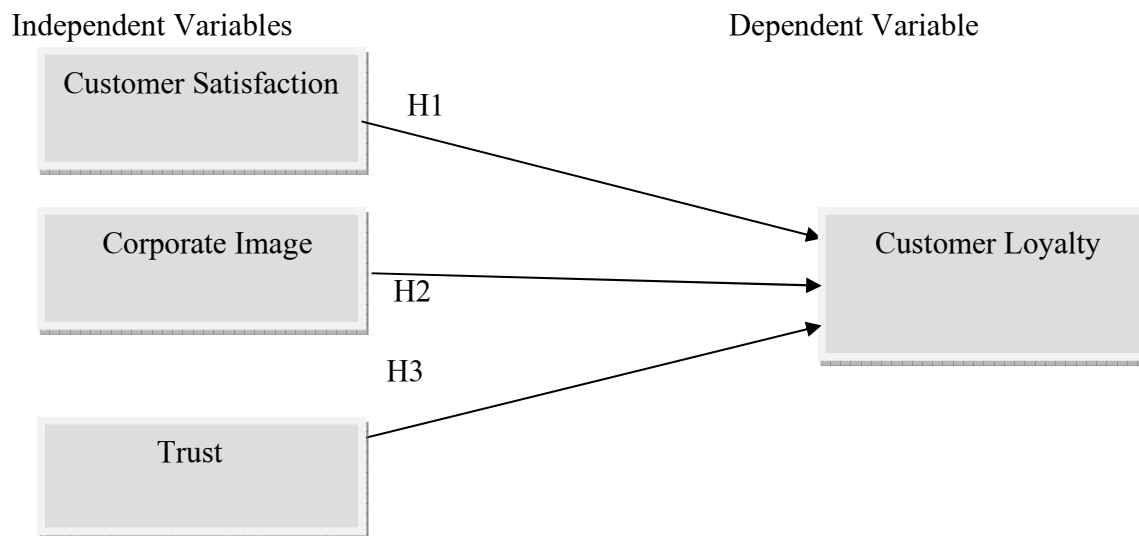 Independent Variables
Dependent Variable
Customer Satisfaction
H1
Corporate Image
Customer Loyalty
H2
H3
Trust